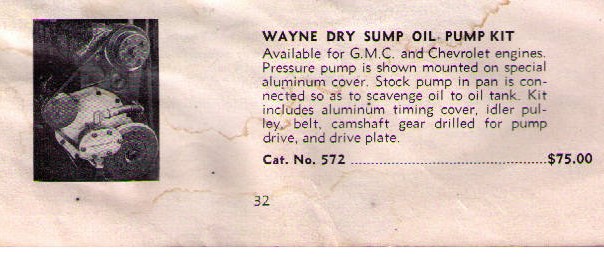 WAYNE DRY SUMP OIL PUMP KIT
Available for G.M.C. and Chevrolet engines.
Pressure pump is shown mounted on special
aluminum cover. Stock pump in pan is con-
nected so as to scavenge oil to oil tank. Kit
includes aluminum timing cover, idler pul-
ley, belt, camshaft gear drilled for pump
drive, and drive plate.
Cat. No. 572 ................................................$75.00
32